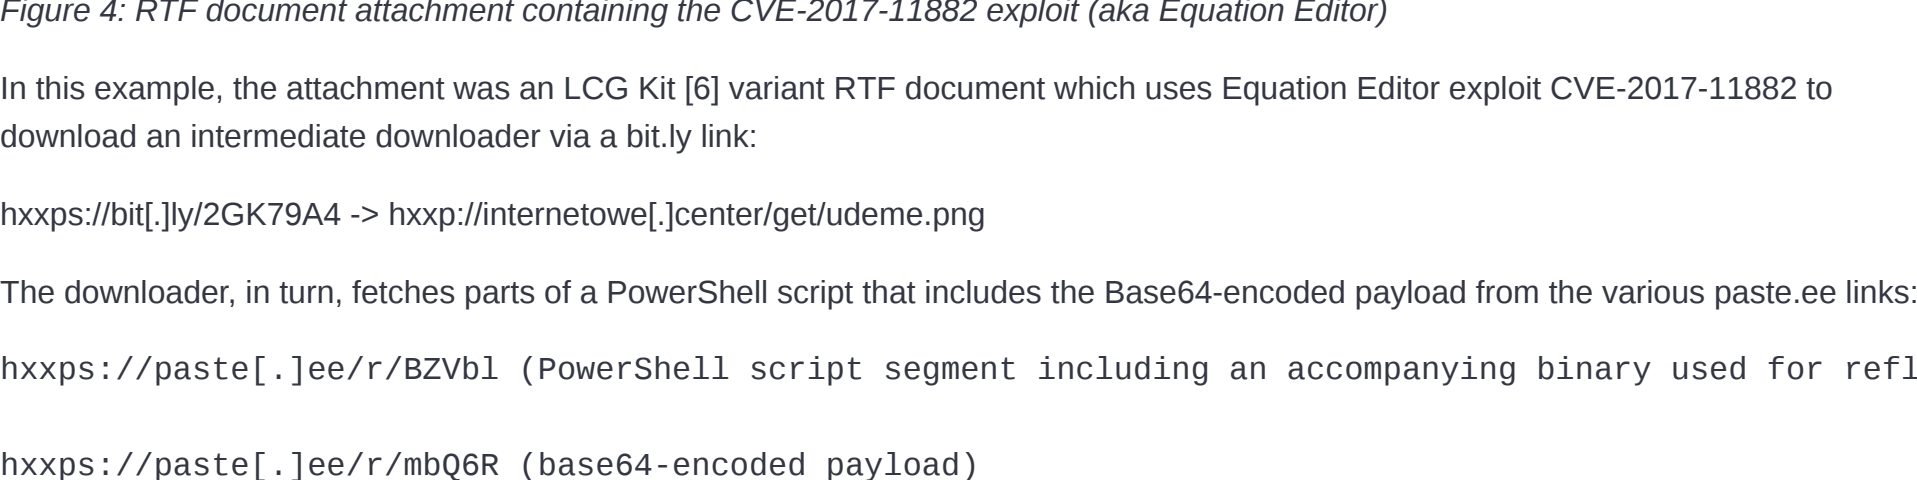 Figure 4: RTF document attachment containing the CVE-2017-11882 exploit (aka Equation Editor)
In this example, the attachment was an LCG Kit [6] variant RTF document which uses Equation Editor exploit CVE-2017-11882 to
download an intermediate downloader via a bit.ly link:
hxxps://bit[.]ly/2GK79A4 -> hxxp://internetowe[.]center/get/udeme.png
The downloader, in turn, fetches parts of a PowerShell script that includes the Base64-encoded payload from the various paste.ee links:
hxxps://paste[.]ee/r/BZVbl (PowerShell script segment including an accompanying binary used for refl
hxxps://paste[.]ee/r/mbQ6R (base64-encoded payload)